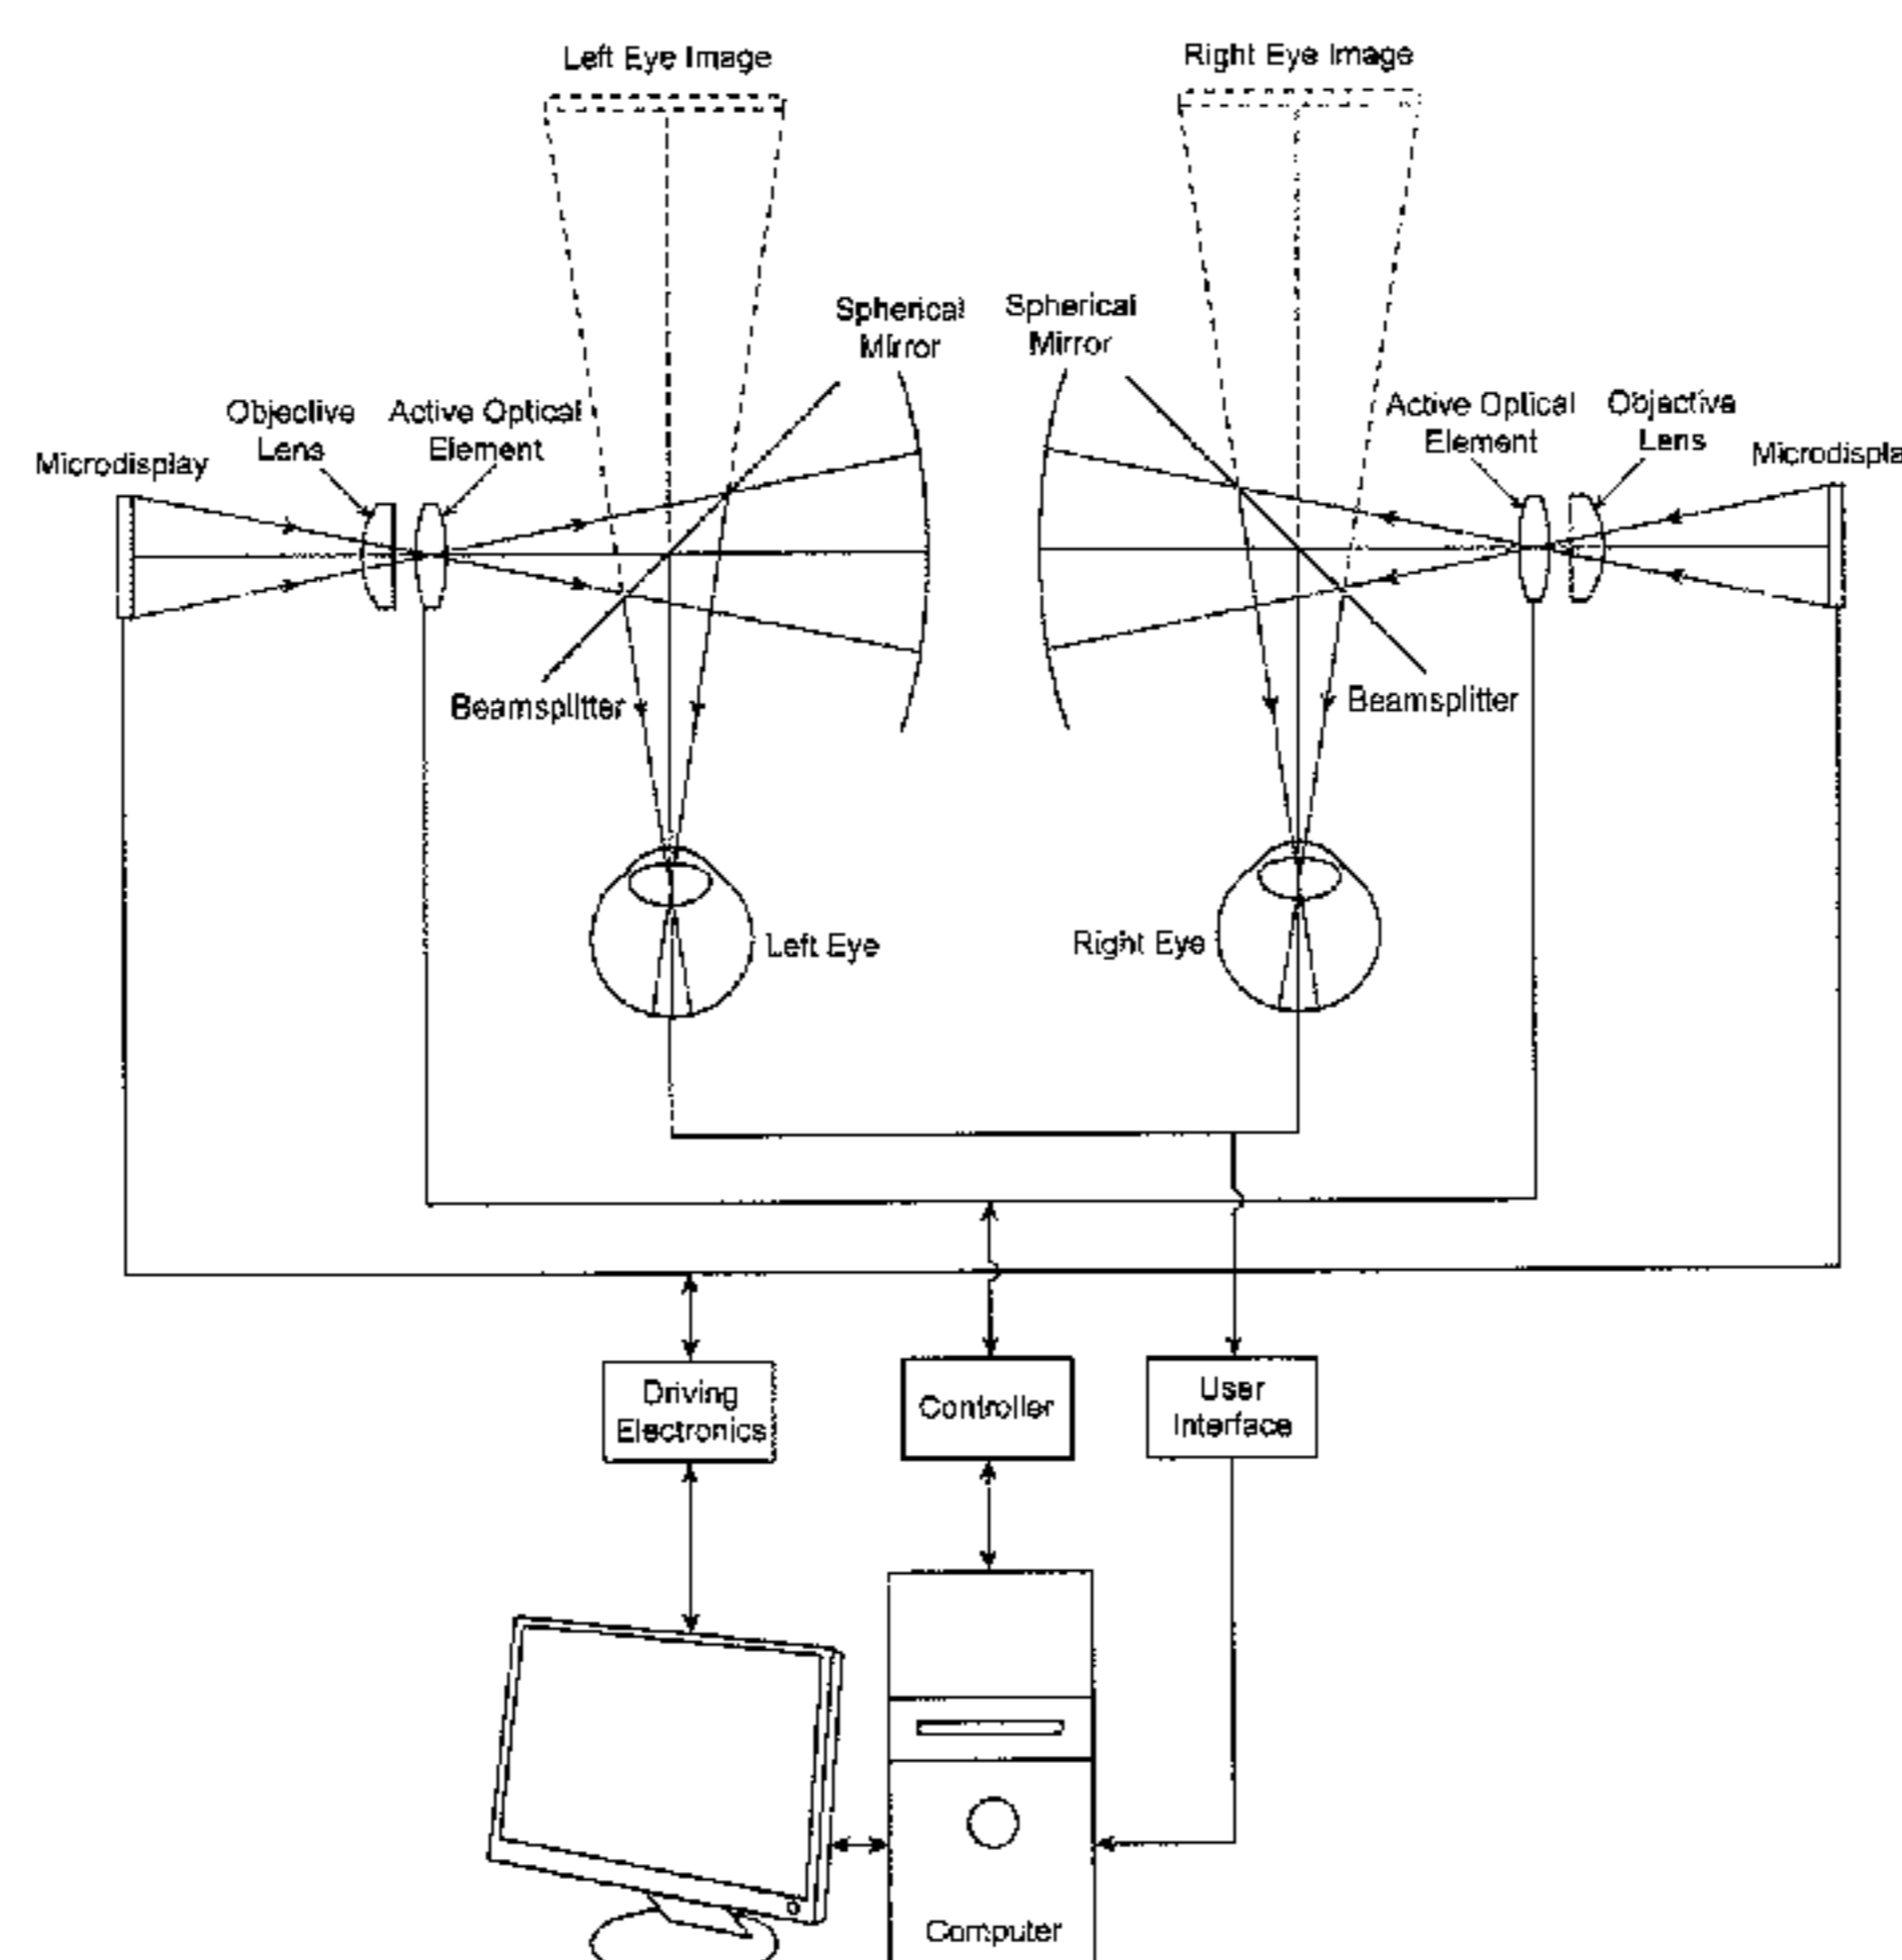 Left Eye Image
Right Eye Image
Spherical
Mirror
Spherical
Mirror
Objective
Lens
Active Optical
Element
Active Optical
Element
Objective
Lens
Microdisplay
Microdispla
Beamsplitter
Beamsplitter
Left Eye
Right Eye
Driving
Electronics
Controller
User
Interface
Computer